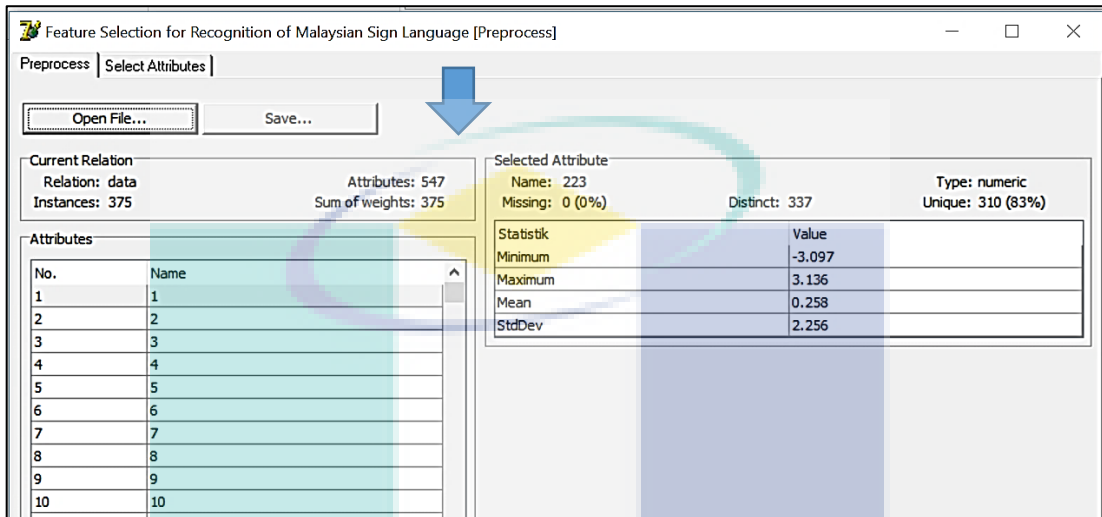 Feature Selection for Recognition of Malaysian Sign Language [Preprocess]
Preprocess Select Attributes
Open File... Save...
Current Relation
Relation: data Attributes: 547
Instances: 375 Sum of weights: 375
Selected Attribute
Name: 223 Type: numeric
Missing: 0 (0%) Distinct: 337 Unique: 310 (83%)
Statistik Value
Minimum -3.097
Maximum 3.136
Mean 0.258
StdDev 2.256
Attributes
No. Name
1 1
2 2
3 3
4 4
5 5
6 6
7 7
8 8
9 9
10 10